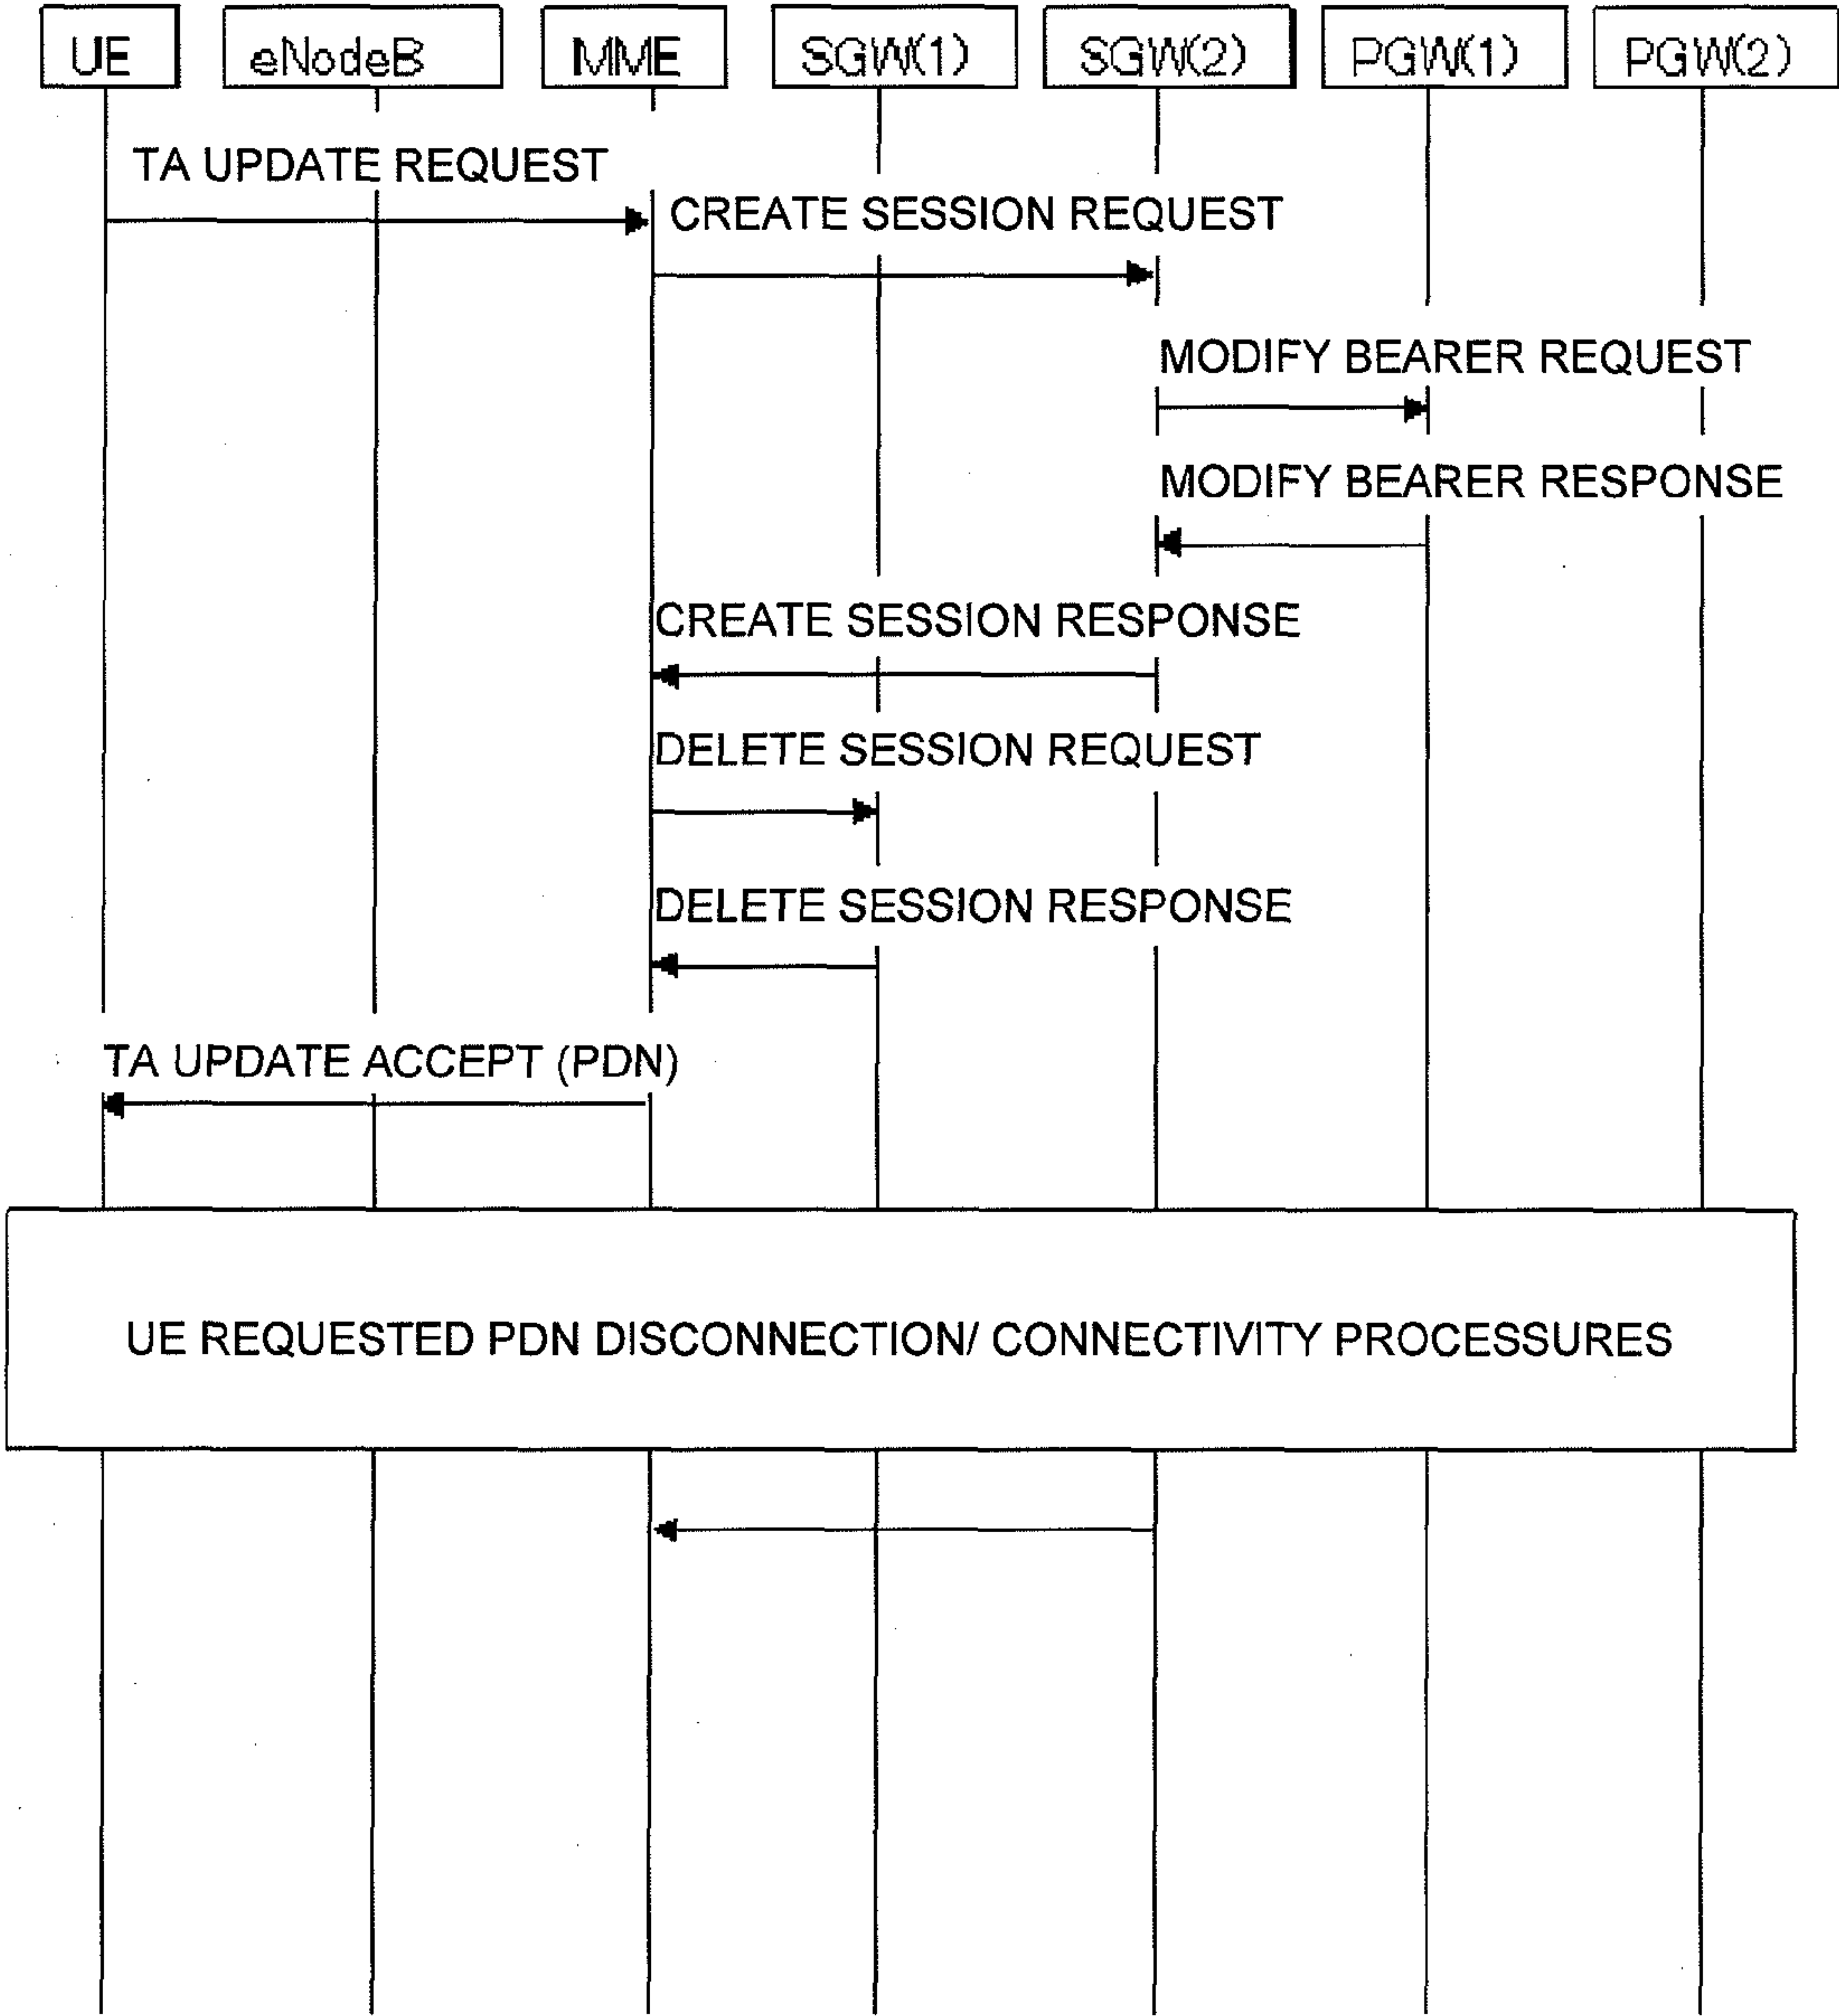 UE
eNodeB
MME
SGW(1)
SGW(2)
PGW(1)
PGW(2)
TA UPDATE REQUEST
CREATE SESSION REQUEST
MODIFY BEARER REQUEST
MODIFY BEARER RESPONSE
CREATE SESSION RESPONSE
DELETE SESSION REQUEST
DELETE SESSION RESPONSE
TA UPDATE ACCEPT (PDN)
UE REQUESTED PDN DISCONNECTION/ CONNECTIVITY PROCESSURES